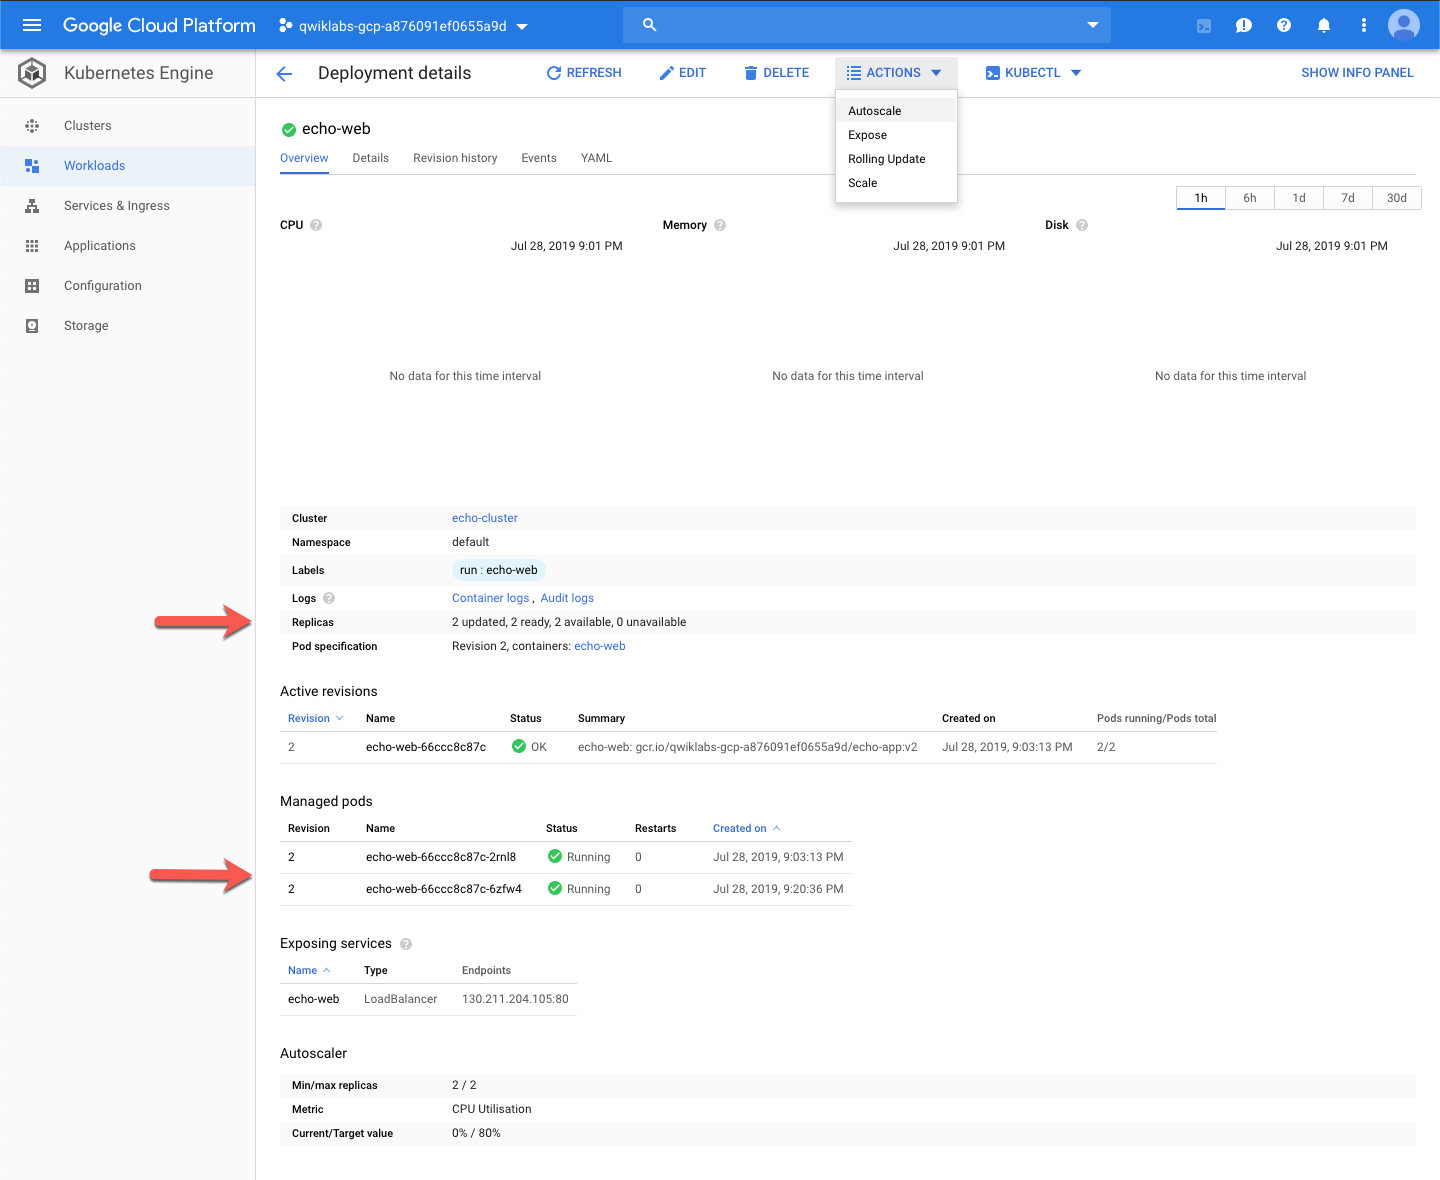 Google Cloud Platform qwiklabs-gcp-a876091ef0655a9d
Kubernetes Engine
Deployment details REFRESH EDIT DELETE ACTIONS KUBECTL SHOW INFO PANEL
Clusters
Workloads
Services & Ingress
Applications
Configuration
Storage
Autoscale
Expose
Rolling Update
Scale
echo-web
Overview Details Revision history Events YAML
1h 6h 1d 7d 30d
CPU Memory Disk
Jul 28, 2019 9:01 PM Jul 28, 2019 9:01 PM Jul 28, 2019 9:01 PM
No data for this time interval No data for this time interval No data for this time interval
Cluster echo-cluster
Namespace default
Labels run : echo-web
Logs Container logs , Audit logs
Replicas 2 updated, 2 ready, 2 available, 0 unavailable
Pod specification Revision 2, containers: echo-web
Active revisions
Revision Name Status Summary Created on Pods running/Pods total
2 echo-web-66ccc8c87c OK echo-web: gcr.io/qwiklabs-gcp-a876091ef0655a9d/echo-app:v2 Jul 28, 2019, 9:03:13 PM 2/2
Managed pods
Revision Name Status Restarts Created on
2 echo-web-66ccc8c87c-2rnl8 Running 0 Jul 28, 2019, 9:03:13 PM
2 echo-web-66ccc8c87c-6zfw4 Running 0 Jul 28, 2019, 9:20:36 PM
Exposing services
Name Type Endpoints
echo-web LoadBalancer 130.211.204.105:80
Autoscaler
Min/max replicas 2 / 2
Metric CPU Utilisation
Current/Target value 0% / 80%